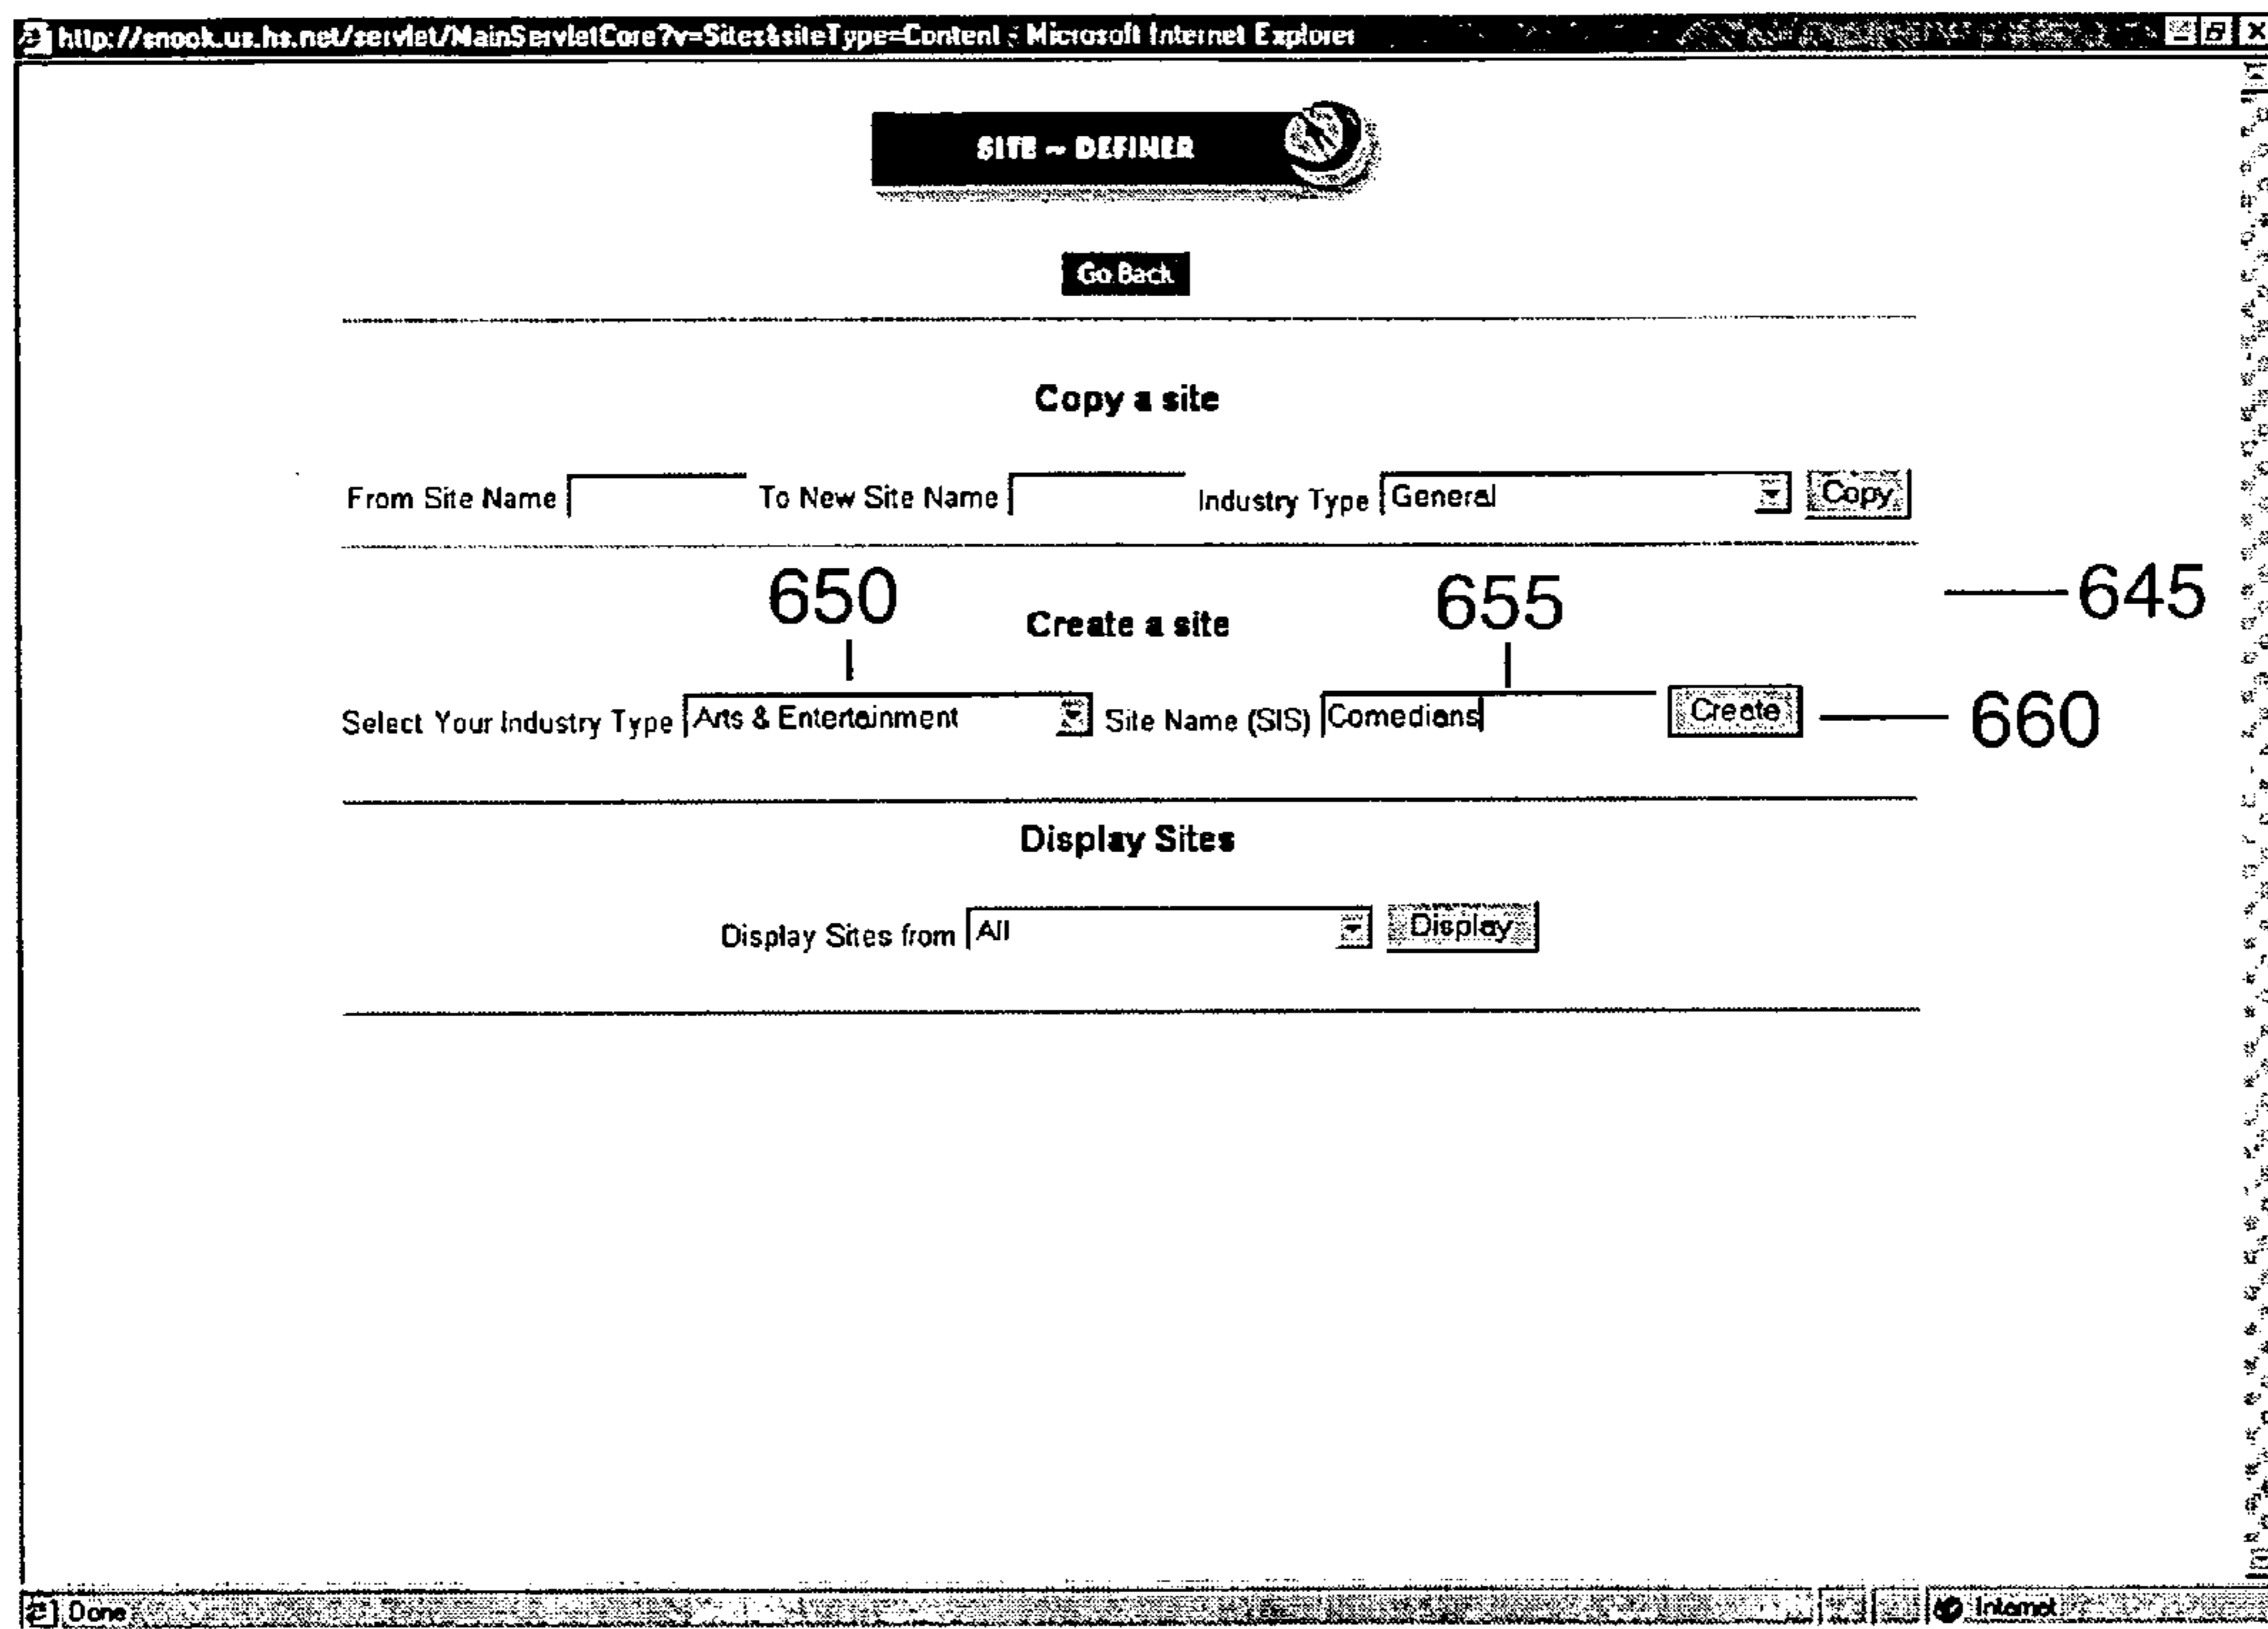 http://snook.us.hs.net/servlet/MainServletCore?v=Sites&siteType=Content - Microsoft Internet Explorer
SITE ~ DEFINER
Go Back
Copy a site
From Site Name To New Site Name Industry Type General Copy
650 655 645
Create a site
Select Your Industry Type Arts & Entertainment Site Name (SIS) Comedians Create 660
Display Sites
Display Sites from All Display
Done Internet